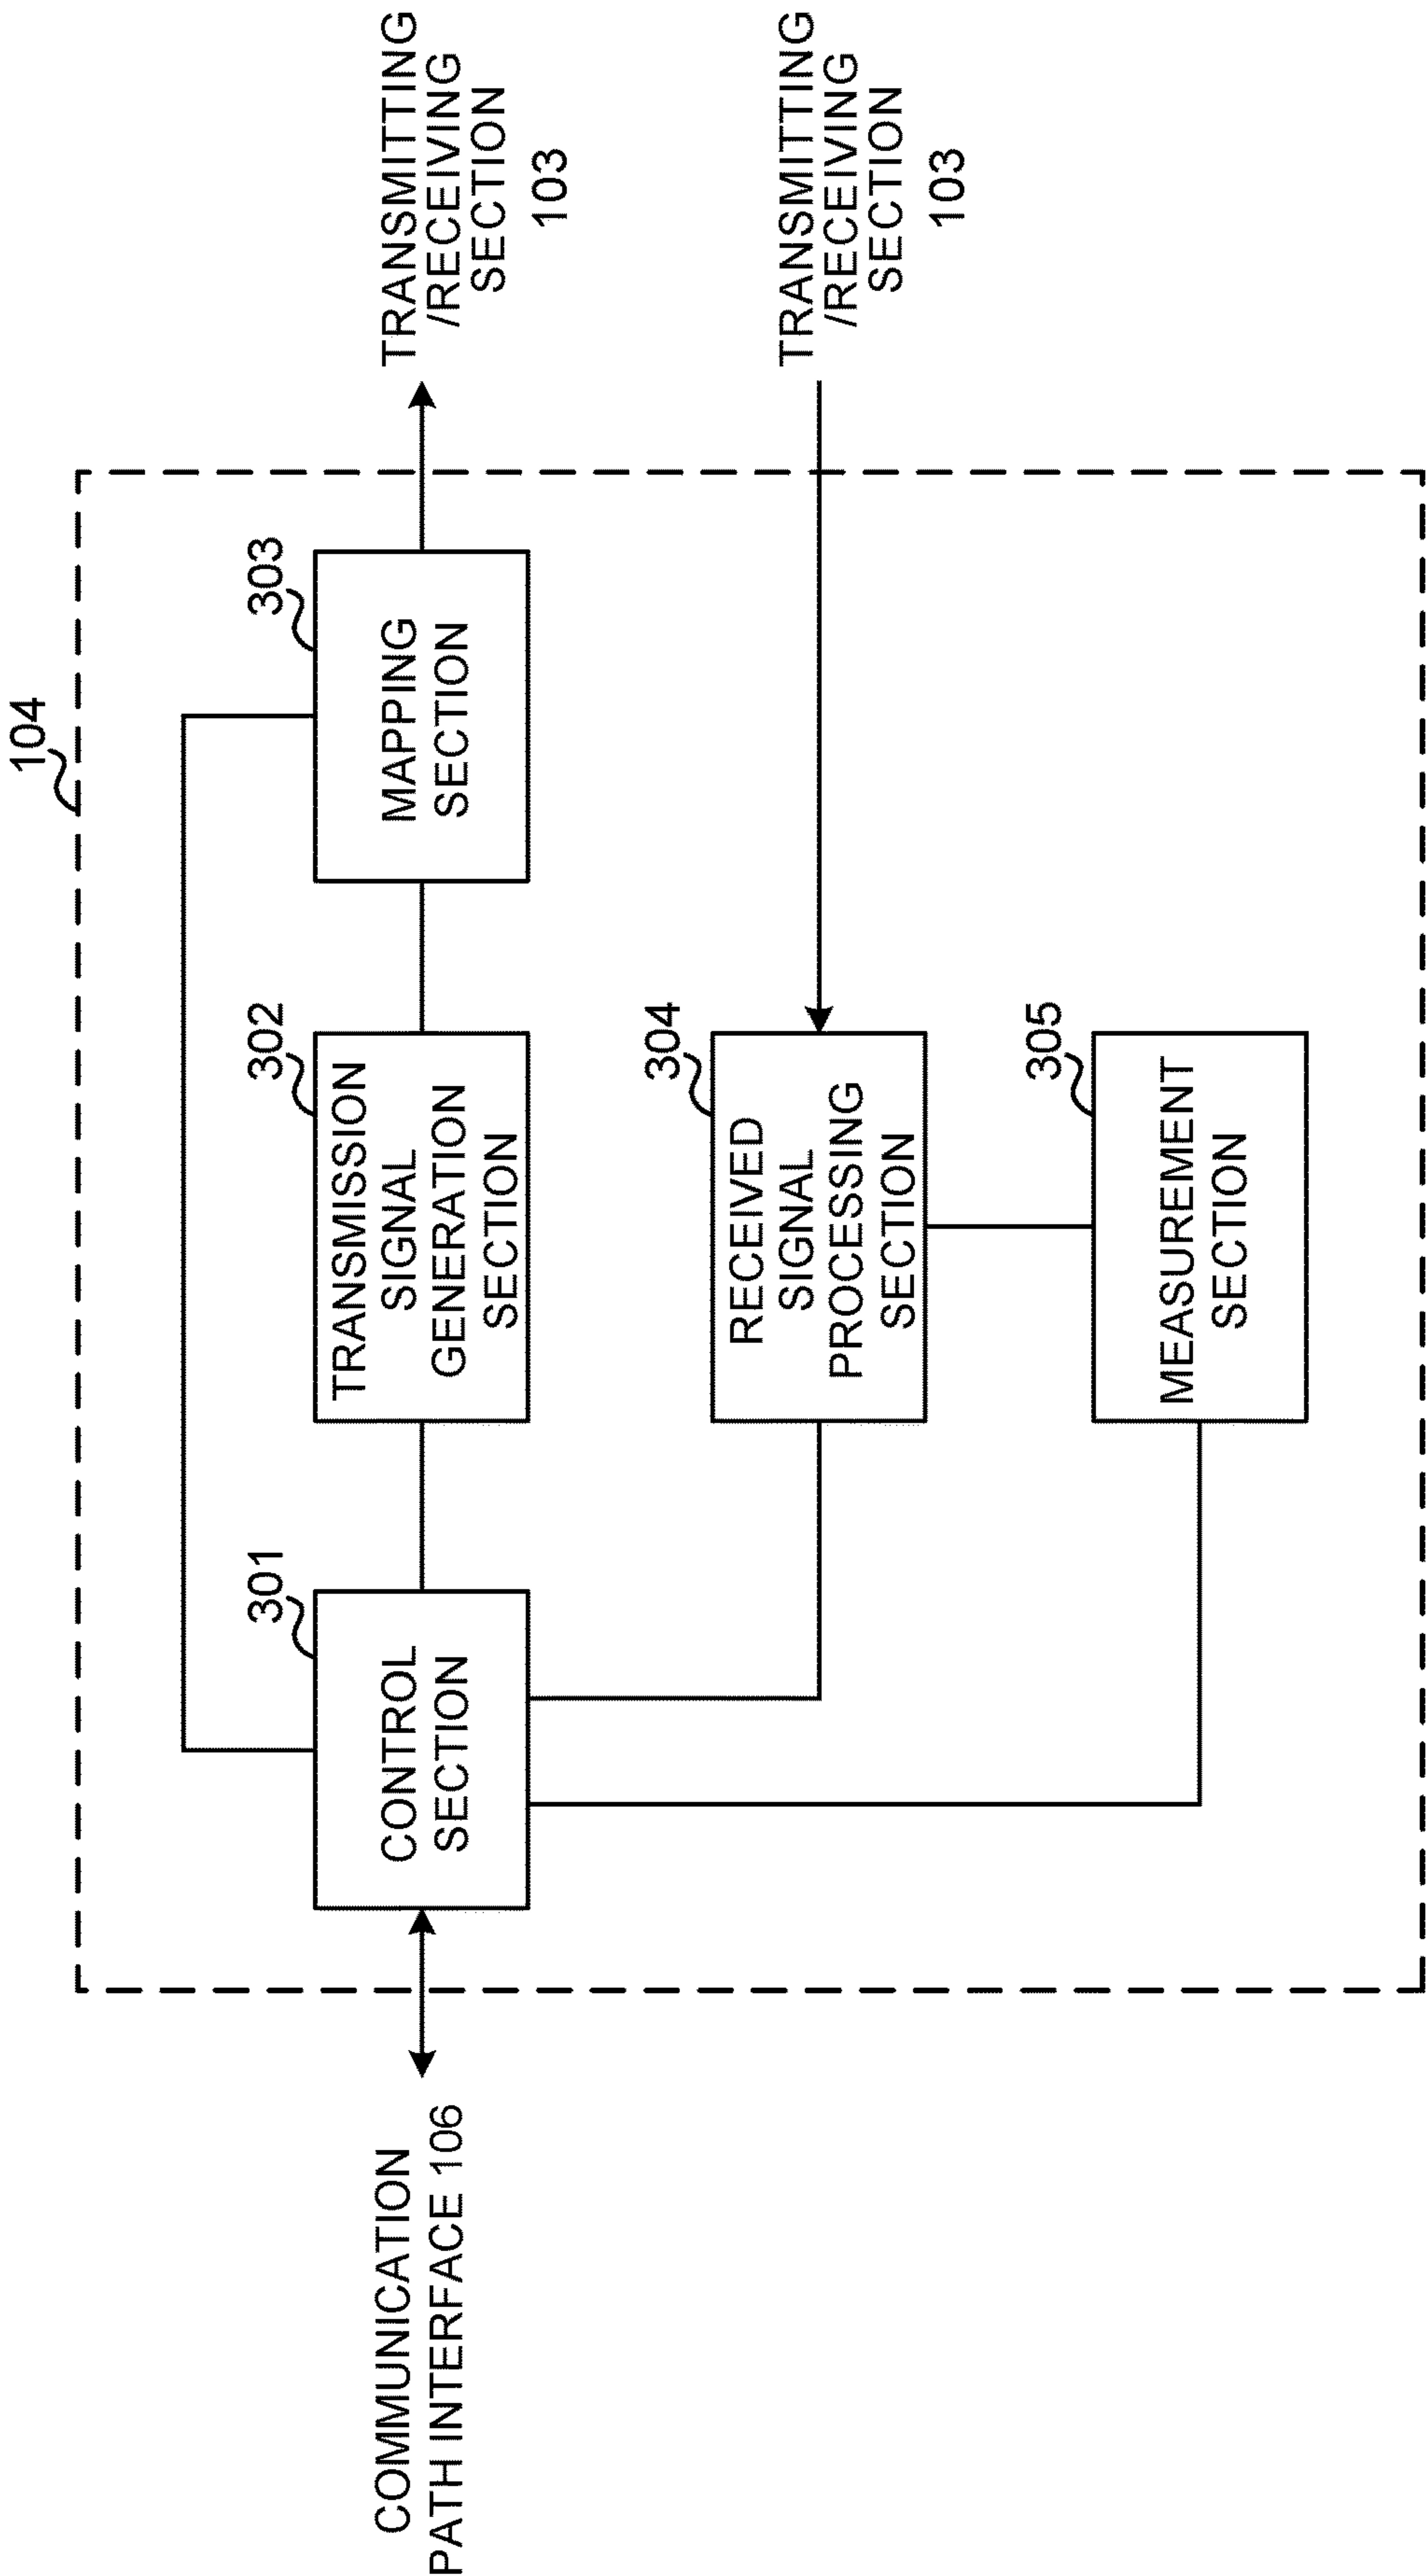 104
301
CONTROL
SECTION
302
TRANSMISSION
SIGNAL
GENERATION
SECTION
303
MAPPING
SECTION
TRANSMITTING
/RECEIVING
SECTION
103
COMMUNICATION
PATH INTERFACE 106
304
RECEIVED
SIGNAL
PROCESSING
SECTION
TRANSMITTING
/RECEIVING
SECTION
103
305
MEASUREMENT
SECTION